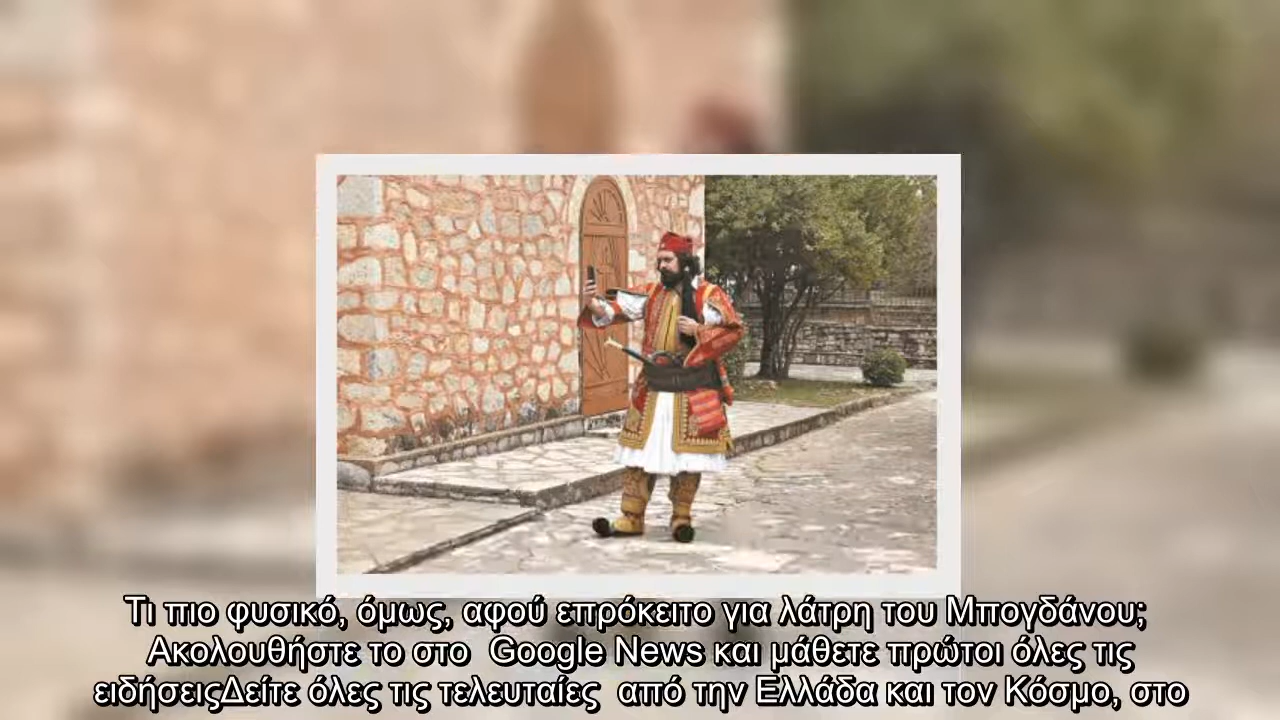 Τι πιο φυσικό, όμως, αφού επρόκειτο για λάτρη του Μπογδάνου;
Ακολουθήστε το στο Google News και μάθετε πρώτοι όλες τις
ειδήσειςΔείτε όλες τις τελευταίες από την Ελλάδα και τον Κόσμο, στο